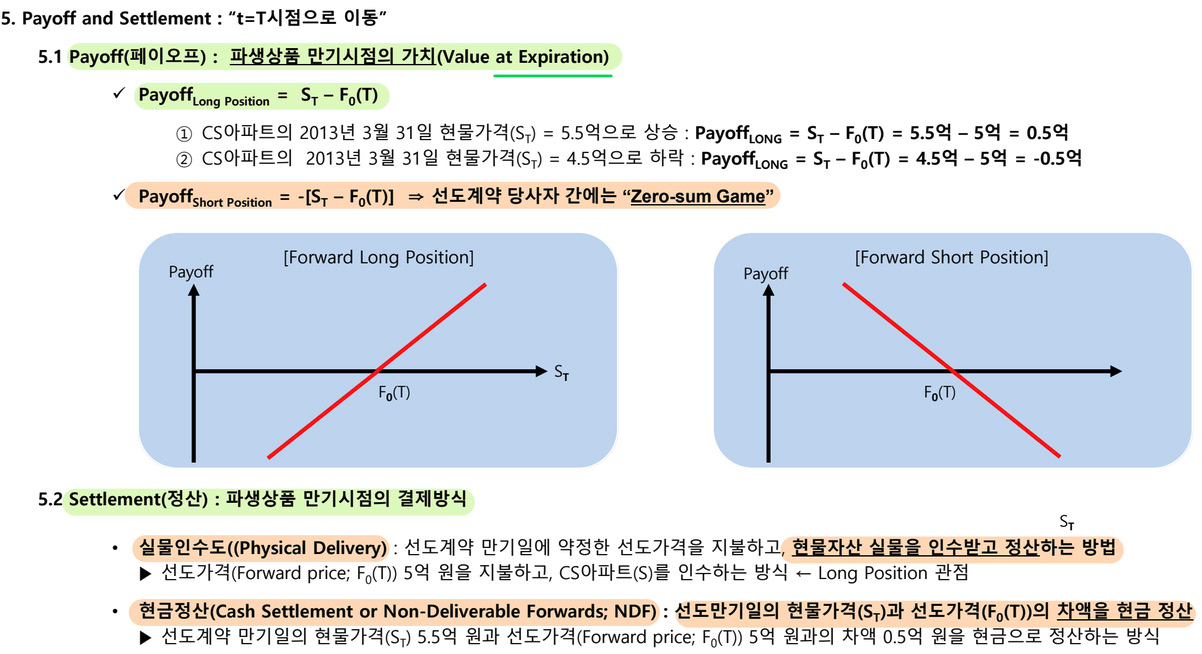 5. Payoff and Settlement : “t=T시점으로 이동”
5.1 Payoff(페이오프) : 파생상품 만기시점의 가치(Value at Expiration)
✓ Payoff Long Position = S_T – F_0(T)
① CS아파트의 2013년 3월 31일 현물가격(S_T) = 5.5억으로 상승 : Payoff_LONG = S_T – F_0(T) = 5.5억 – 5억 = 0.5억
② CS아파트의 2013년 3월 31일 현물가격(S_T) = 4.5억으로 하락 : Payoff_LONG = S_T – F_0(T) = 4.5억 – 5억 = -0.5억
✓ Payoff Short Position = -[S_T – F_0(T)] ⇒ 선도계약 당사자 간에는 “Zero-sum Game”
[Forward Long Position]
Payoff
S_T
F_0(T)
[Forward Short Position]
Payoff
F_0(T)
S_T
5.2 Settlement(정산) : 파생상품 만기시점의 결제방식
• 실물인수도((Physical Delivery) : 선도계약 만기일에 약정한 선도가격을 지불하고, 현물자산 실물을 인수받고 정산하는 방법
▶ 선도가격(Forward price; F_0(T)) 5억 원을 지불하고, CS아파트(S)를 인수하는 방식 ← Long Position 관점
• 현금정산(Cash Settlement or Non-Deliverable Forwards; NDF) : 선도만기일의 현물가격(S_T)과 선도가격(F_0(T))의 차액을 현금 정산
▶ 선도계약 만기일의 현물가격(S_T) 5.5억 원과 선도가격(Forward price; F_0(T)) 5억 원과의 차액 0.5억 원을 현금으로 정산하는 방식